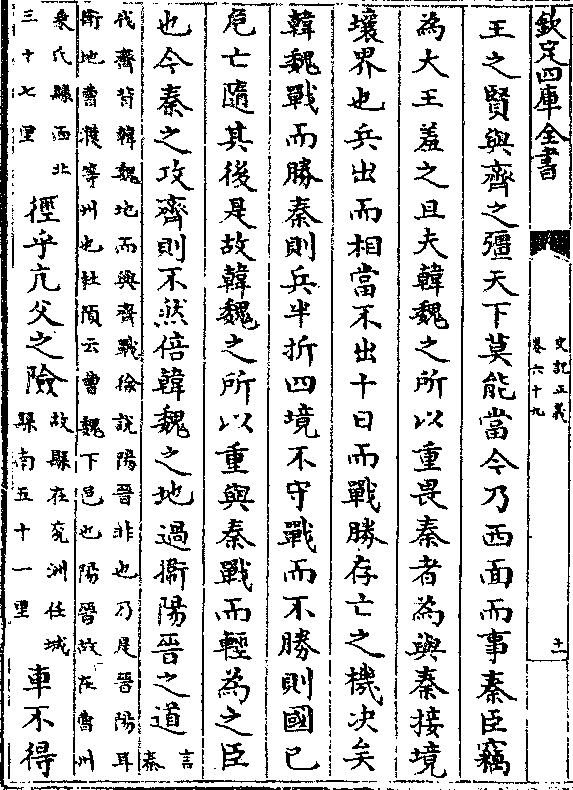 欽定四庫全書
史記正義
卷六十九
十一
王之賢與齊之彊天下莫能當今乃西面而事秦臣竊
為大王羞之且夫韓魏之所以重畏秦者為與秦接境
壤界也兵出而相當不出十日而戰勝存亡之機决矣
韓魏戰而勝秦則兵半折四境不守戰而不勝則國已
危亡隨其後是故韓魏之所以重與秦戰而輕為之臣
也今秦之攻齊則不然倍韓魏之地過衛陽晉之道言秦
伐齊背韓魏地而與齊戰徐說陽晉非也乃是晉陽耳
衛地曹濮等州也杜預云曹魏下邑也陽晉故在曹州
乘氏縣西北三十七里徑乎亢父之險故縣在兖洲任城縣南五十一里車不得